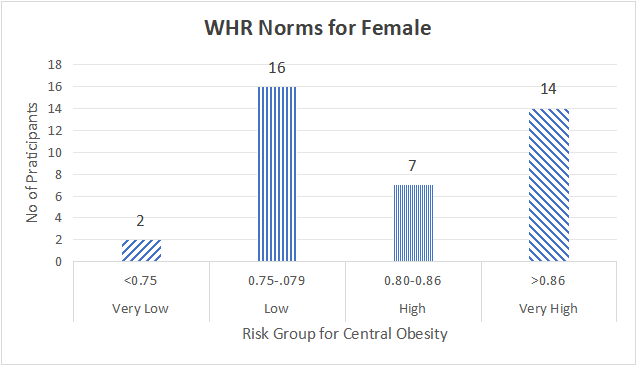 WHR Norms for Female
18
16
14
12
10
8
6
4
2
0
No of Praticipants
2
16
7
14
<0.75 0.75-.079 0.80-0.86 >0.86
Very Low Low High Very High
Risk Group for Central Obesity